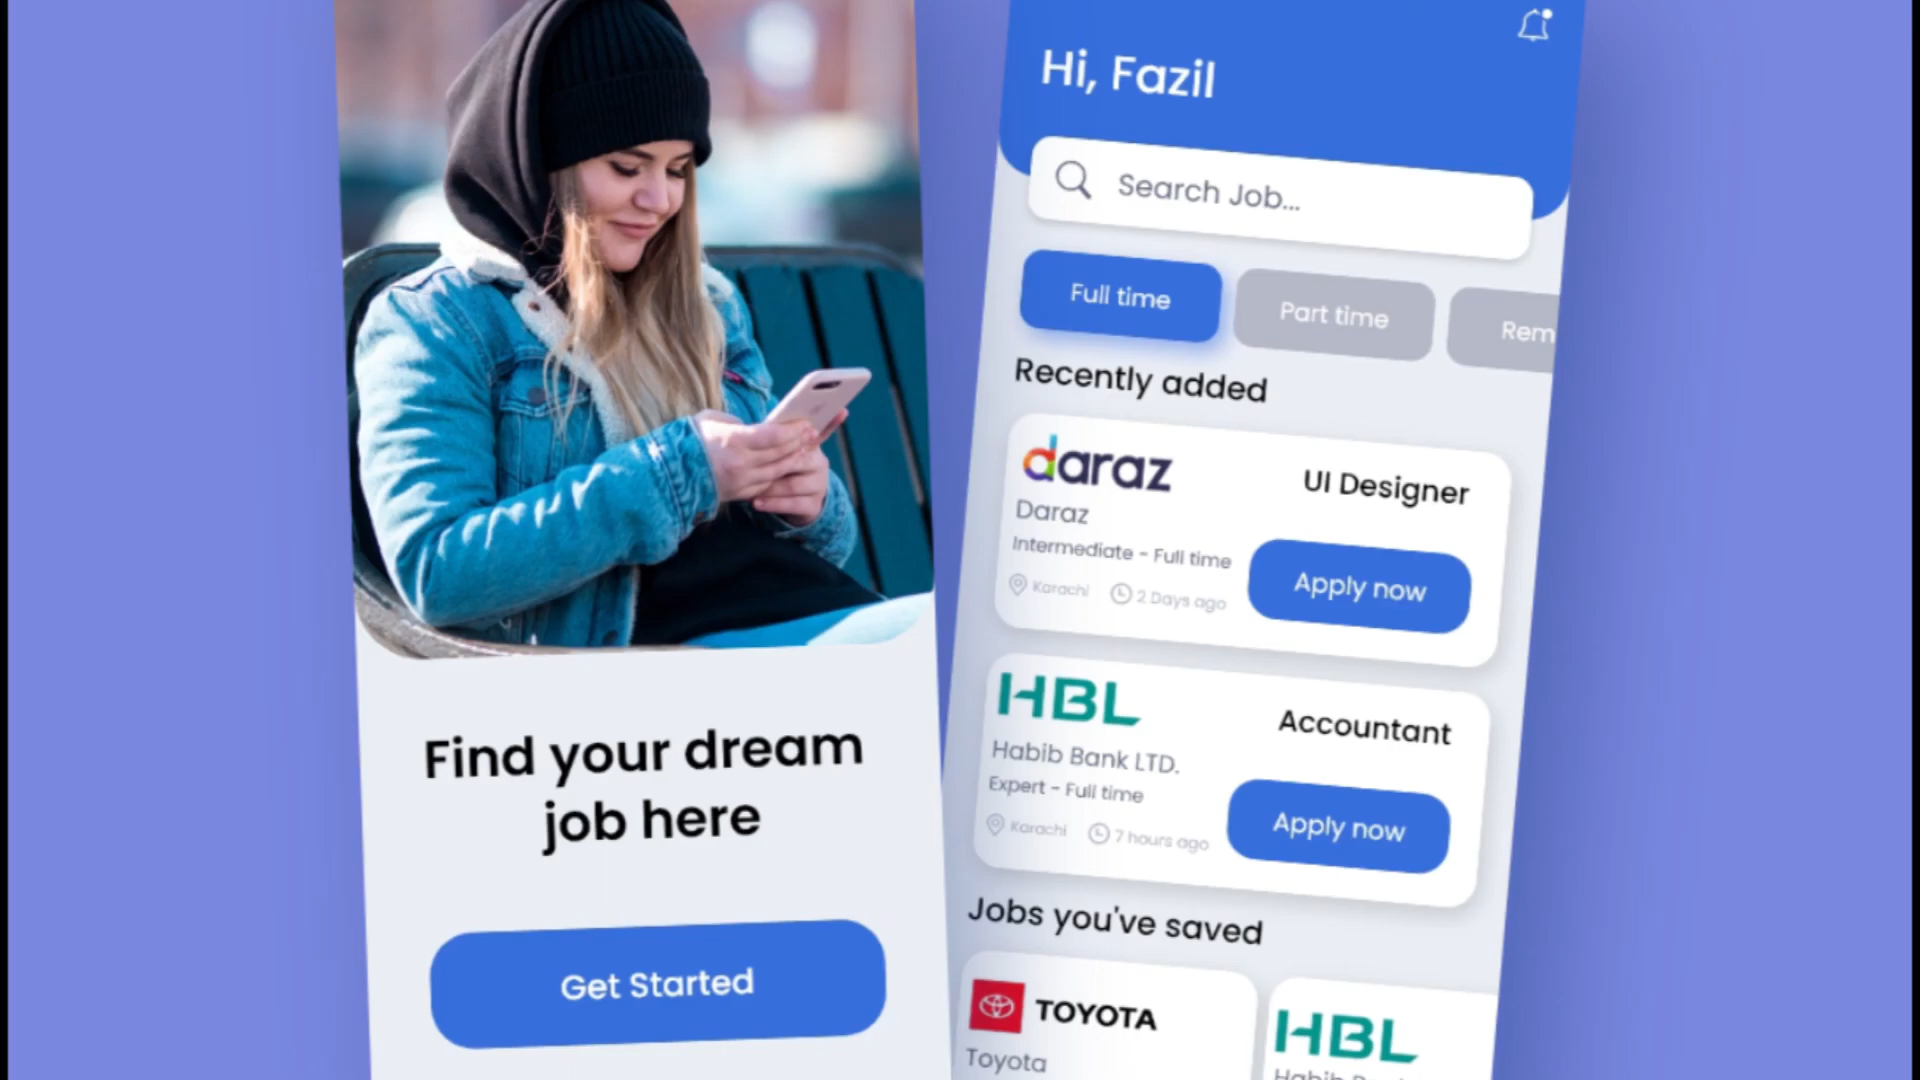 Find your dream
job here
Get Started
Hi, Fazil
Search Job...
Full time
Part time
Rem
Recently added
daraz
UI Designer
Daraz
Intermediate - Full time
Karachi
2 Days ago
Apply now
HBL
Accountant
Habib Bank LTD.
Expert - Full time
Karachi
7 hours ago
Apply now
Jobs you've saved
TOYOTA
Toyota
HBL